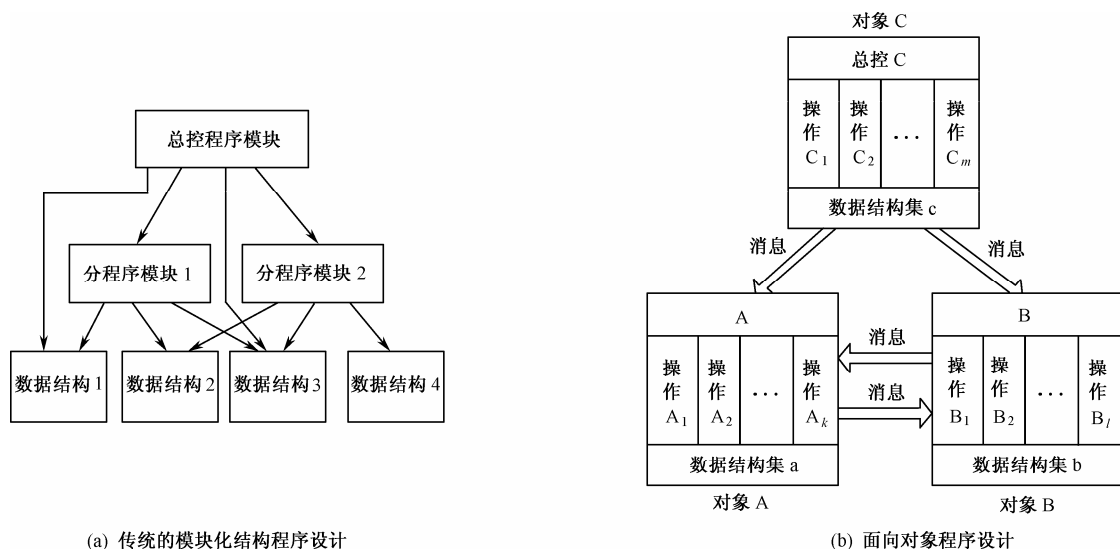 总控程序模块
分程序模块 1
分程序模块 2
数据结构1
数据结构2
数据结构3
数据结构 4
(a) 传统的模块化结构程序设计
对象 C
总控 C
操作 C₁
操作 C₂
···
操作 Cₘ
数据结构集 c
消息
消息
A
操作 A₁
操作 A₂
···
操作 Aₖ
数据结构集 a
对象 A
消息
消息
B
操作 B₁
操作 B₂
···
操作 Bₗ
数据结构集 b
对象 B
(b) 面向对象程序设计